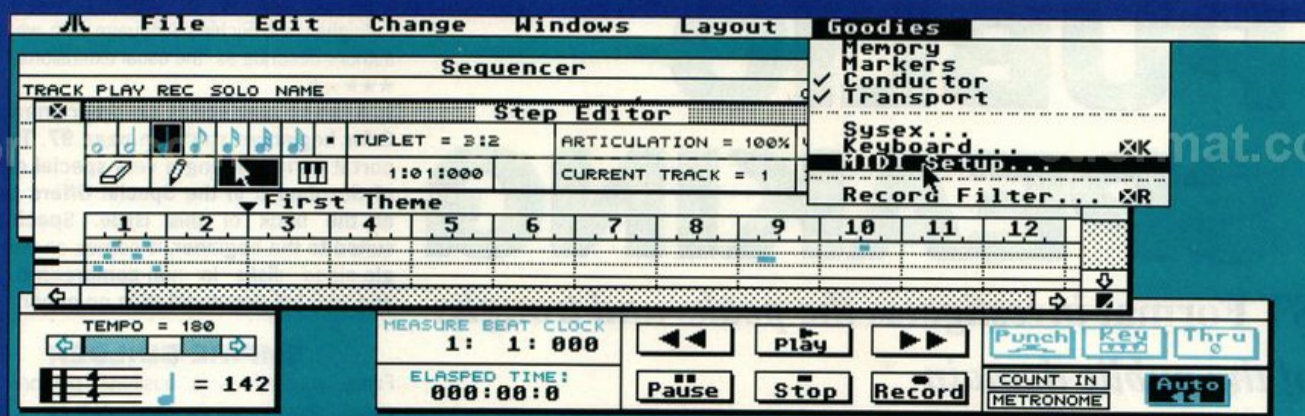 File Edit Change Windows Layout Goodies
Memory
Markers
Conductor
Transport
Sysex...
Keyboard... K
MIDI Setup...
Record Filter... R
Sequencer
TRACK PLAY REC SOLO NAME
Step Editor
TUPLET = 3:2 ARTICULATION = 100%
1:01:000 CURRENT TRACK = 1
First Theme
1 2 3 4 5 6 7 8 9 10 11 12
TEMPO = 180
4
4 = 142
MEASURE BEAT CLOCK
1: 1: 000
ELASPED TIME:
000:00:0
Play
Pause Stop Record
Punch Key Thru
COUNT IN
METRONOME
Auto